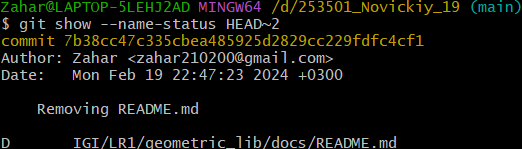 Zahar@LAPTOP-5LEHJ2AD MINGW64 /d/253501_Novickiy_19 (main)
$ git show --name-status HEAD~2
commit 7b38cc47c335cbea485925d2829cc229fdfc4cf1
Author: Zahar <zahar210200@gmail.com>
Date:   Mon Feb 19 22:47:23 2024 +0300

    Removing README.md

D       IGI/LR1/geometric_lib/docs/README.md